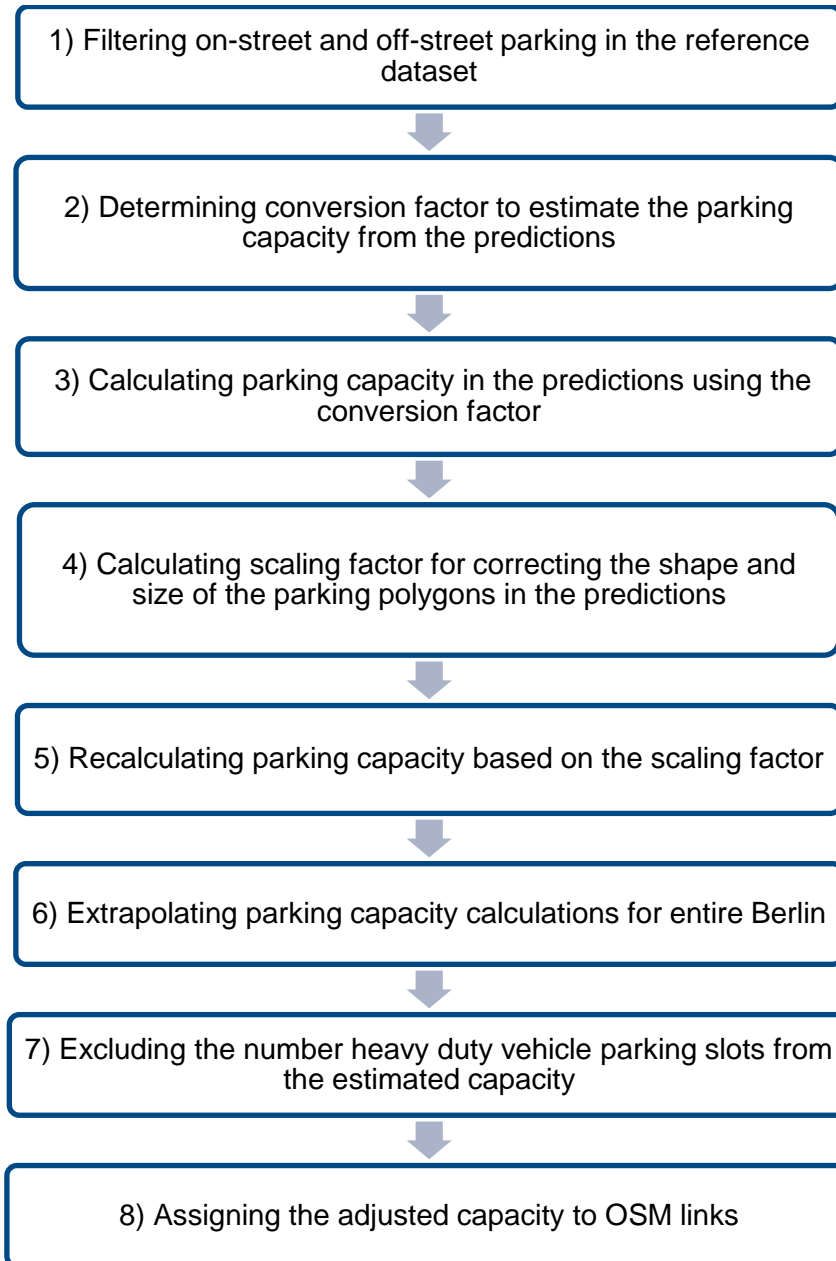 1) Filtering on-street and off-street parking in the reference
dataset
2) Determining conversion factor to estimate the parking
capacity from the predictions
3) Calculating parking capacity in the predictions using the
conversion factor
4) Calculating scaling factor for correcting the shape and
size of the parking polygons in the predictions
5) Recalculating parking capacity based on the scaling factor
6) Extrapolating parking capacity calculations for entire Berlin
7) Excluding the number heavy duty vehicle parking slots from
the estimated capacity
8) Assigning the adjusted capacity to OSM links